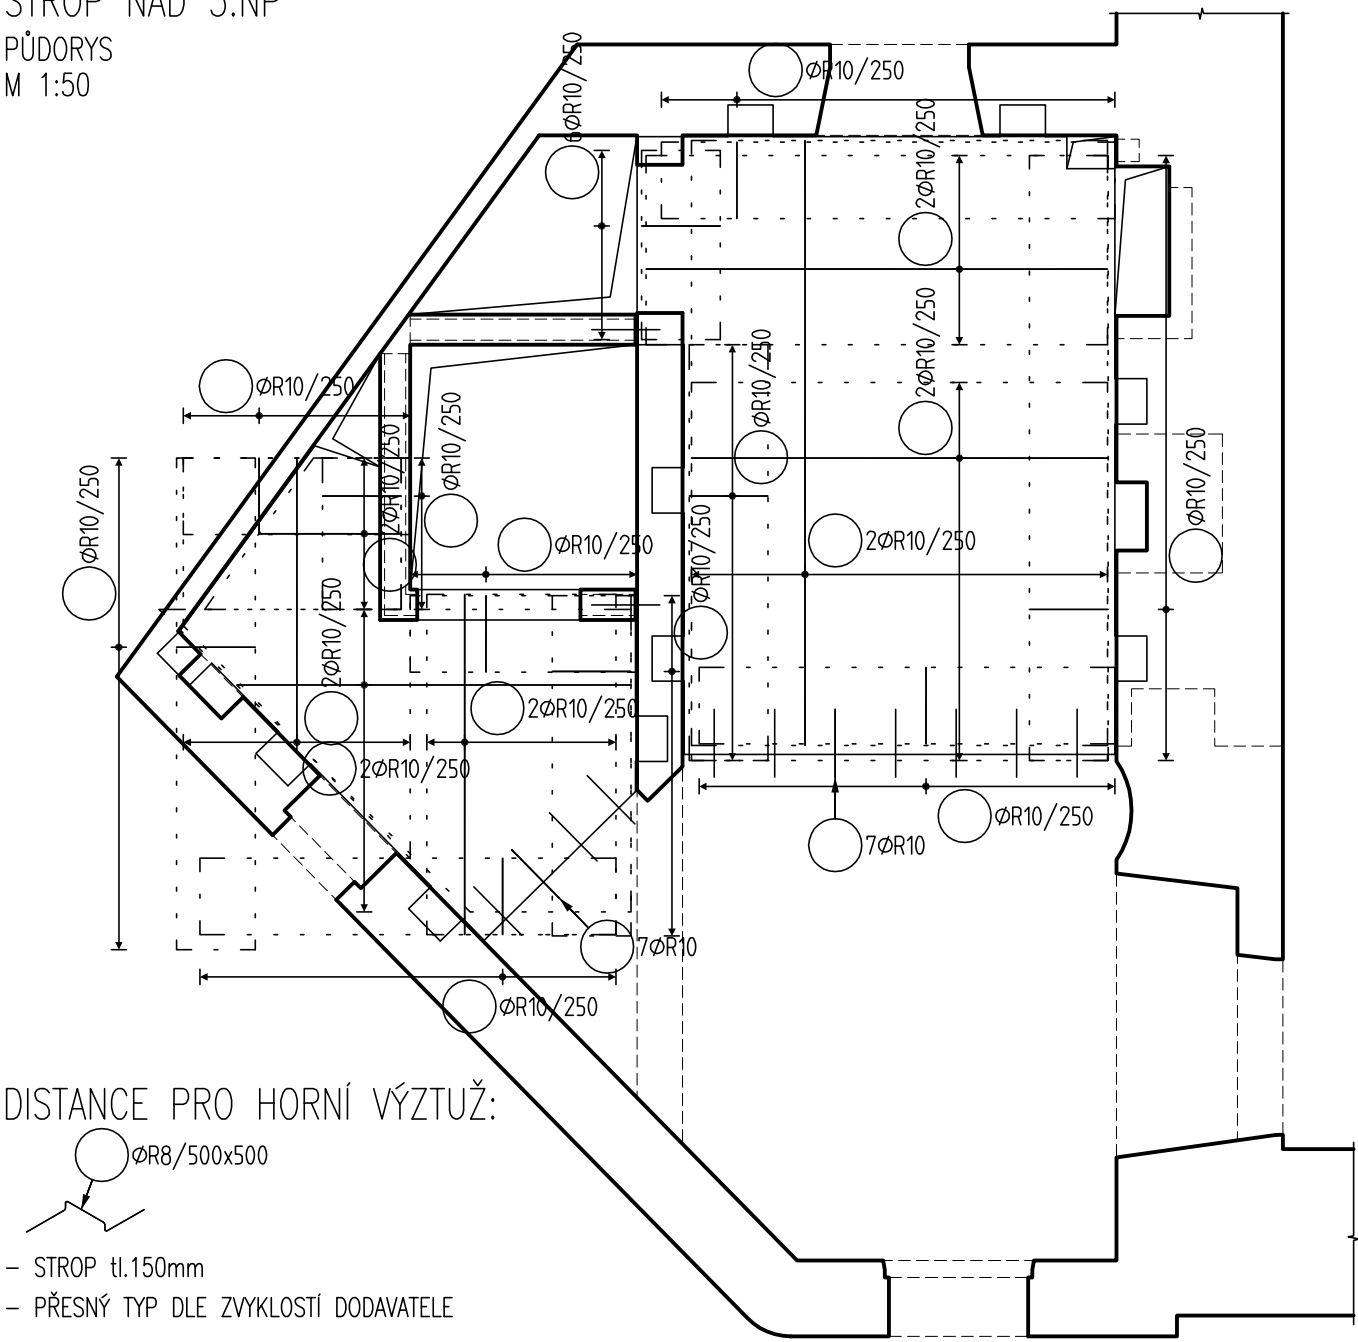 STROP NAD 3.NP
PŮDORYS
M 1:50
6ØR10/250
ØR10/250
2ØR10/250
2ØR10/250
ØR10/250
ØR10/250
ØR10/250
2ØR10/250
ØR10/250
ØR10/250
ØR10/250
ØR10/250
2ØR10/250
ØR10/250
2ØR10/250
2ØR10/250
2ØR10/250
ØR10/250
7ØR10
7ØR10
ØR10/250
DISTANCE PRO HORNÍ VÝZTUŽ:
ØR8/500x500
– STROP tl.150mm
– PŘESNÝ TYP DLE ZVYKLOSTÍ DODAVATELE